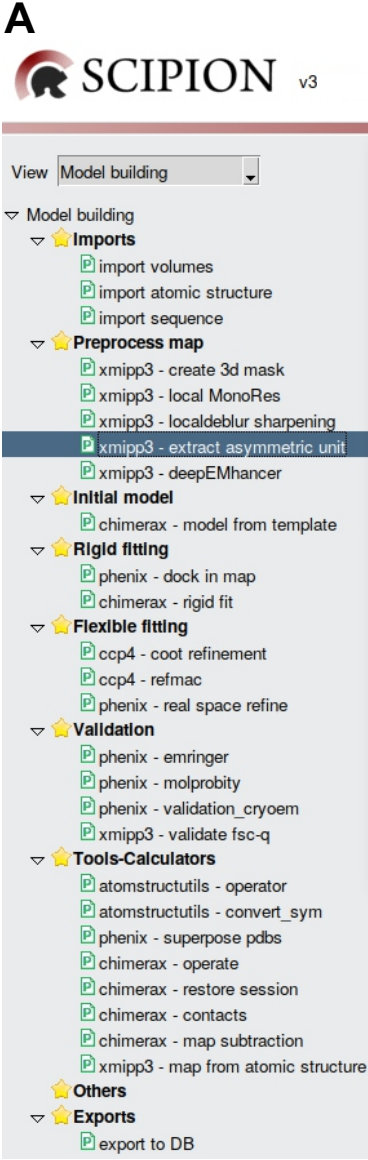 A
SCIPION v3
View Model building
Model building
Imports
import volumes
import atomic structure
import sequence
Preprocess map
xmipp3 - create 3d mask
xmipp3 - local MonoRes
xmipp3 - localdeblur sharpening
xmipp3 - extract asymmetric unit
xmipp3 - deepEMhancer
Initial model
chimerax - model from template
Rigid fitting
phenix - dock in map
chimerax - rigid fit
Flexible fitting
ccp4 - coot refinement
ccp4 - refmac
phenix - real space refine
Validation
phenix - emringer
phenix - molprobity
phenix - validation_cryoem
xmipp3 - validate fsc-q
Tools-Calculators
atomstructutils - operator
atomstructutils - convert_sym
phenix - superpose pdbs
chimerax - operate
chimerax - restore session
chimerax - contacts
chimerax - map subtraction
xmipp3 - map from atomic structure
Others
Exports
export to DB